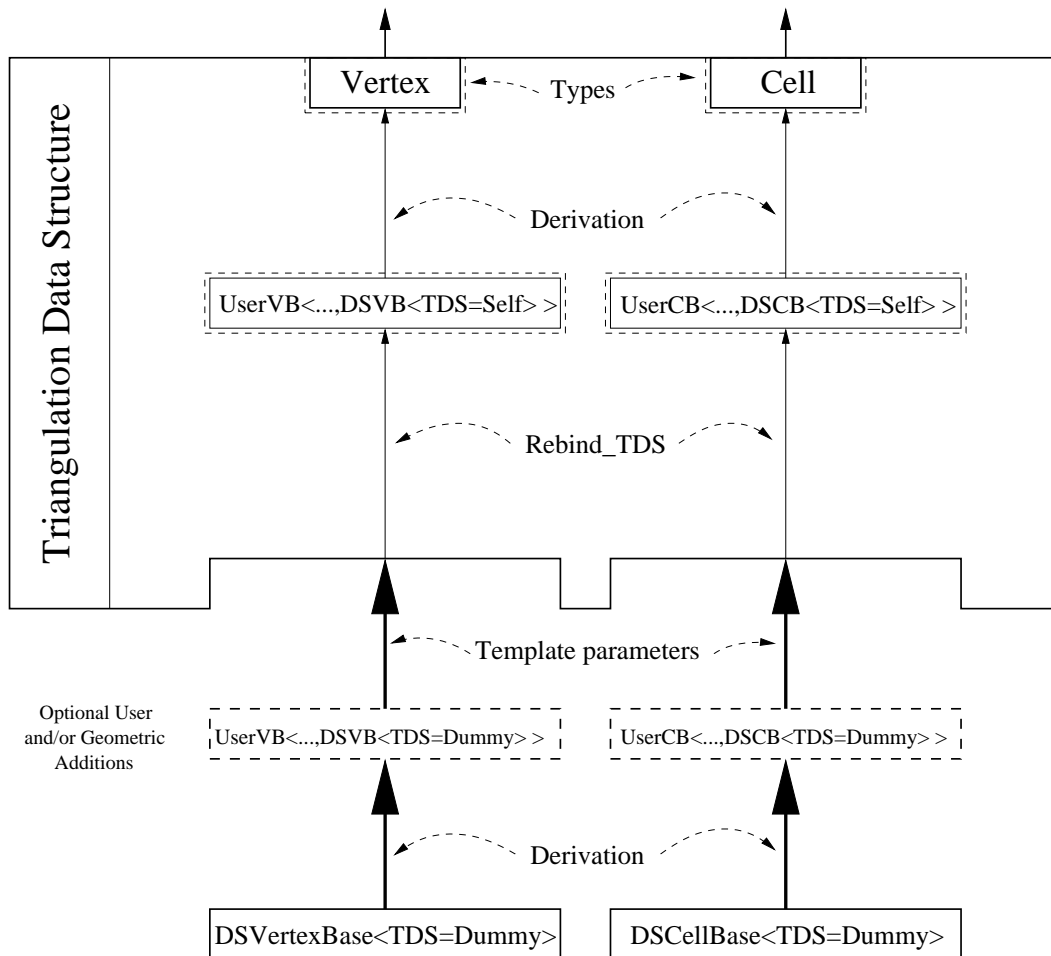 Vertex
Types
Cell
Triangulation Data Structure
Derivation
UserVB<...,DSVB<TDS=Self> >
UserCB<...,DSCB<TDS=Self> >
Rebind_TDS
Template parameters
Optional User
and/or Geometric
Additions
UserVB<...,DSVB<TDS=Dummy> >
UserCB<...,DSCB<TDS=Dummy> >
Derivation
DSVertexBase<TDS=Dummy>
DSCellBase<TDS=Dummy>